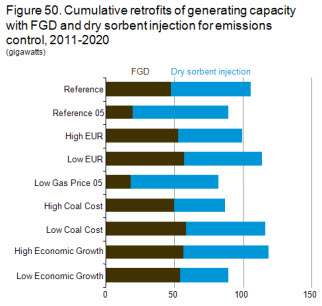 Figure 50. Cumulative retrofits of generating capacity
with FGD and dry sorbent injection for emissions
control, 2011-2020
(gigawatts)
FGD Dry sorbent injection
Reference
Reference 05
High EUR
Low EUR
Low Gas Price 05
High Coal Cost
Low Coal Cost
High Economic Growth
Low Economic Growth
0 50 100 150